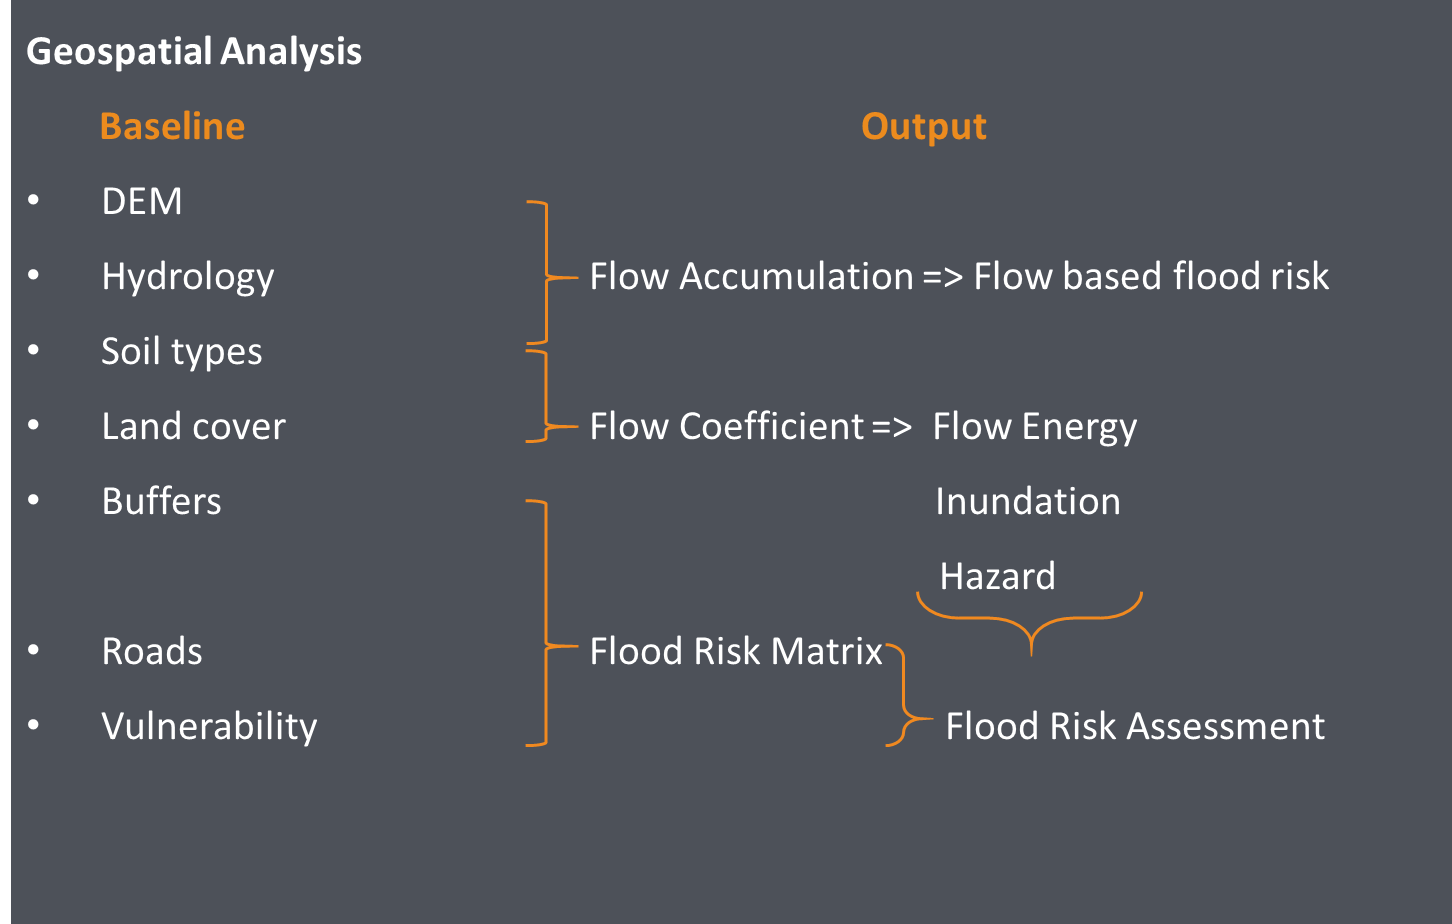 Geospatial Analysis
Baseline Output
• DEM
• Hydrology Flow Accumulation => Flow based flood risk
• Soil types
• Land cover Flow Coefficient => Flow Energy
• Buffers Inundation
Hazard
• Roads Flood Risk Matrix
• Vulnerability Flood Risk Assessment